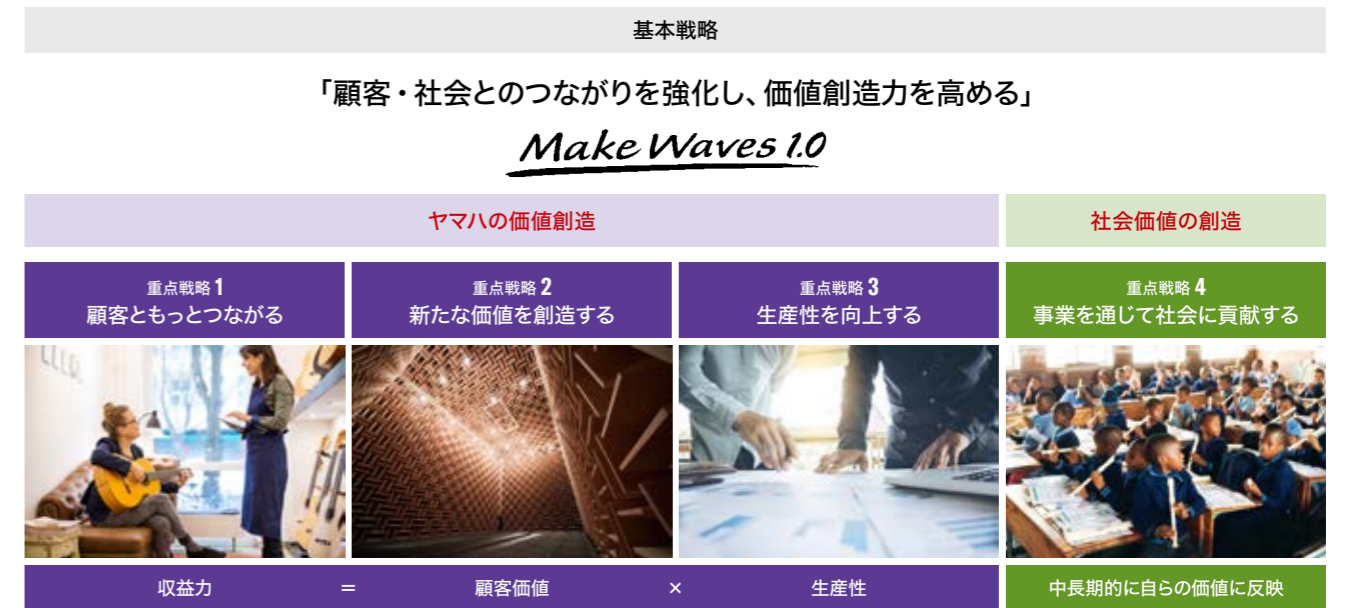 基本戦略
「顧客・社会とのつながりを強化し、価値創造力を高める」
Make Waves 1.0
ヤマハの価値創造
社会価値の創造
重点戦略 1
顧客ともっとつながる
重点戦略 2
新たな価値を創造する
重点戦略 3
生産性を向上する
重点戦略 4
事業を通じて社会に貢献する
収益力 = 顧客価値 × 生産性
中長期的に自らの価値に反映